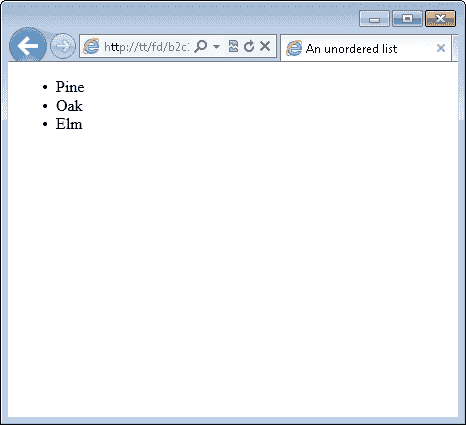 http://tt/fd/b2c
An unordered list
• Pine
• Oak
• Elm